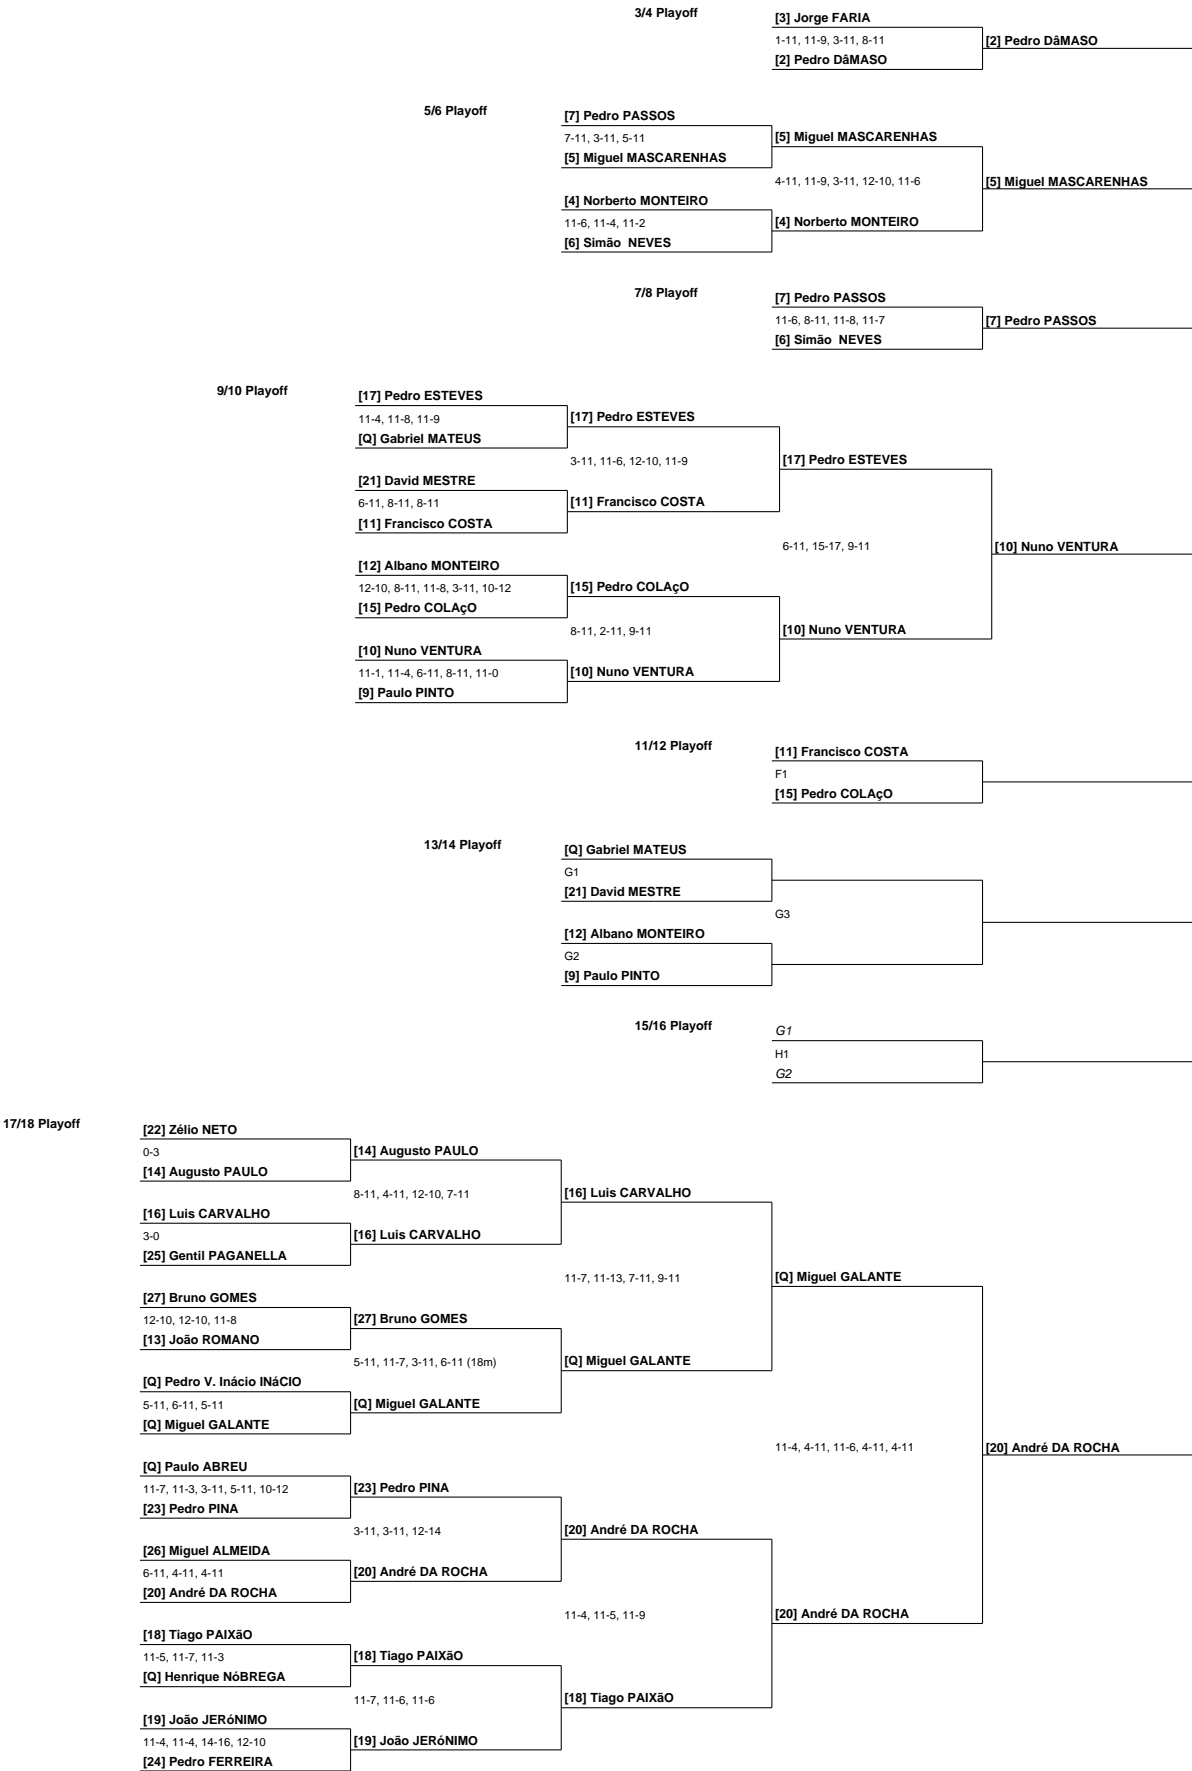 3/4 Playoff
[3] Jorge FARIA
1-11, 11-9, 3-11, 8-11
[2] Pedro DâMASO
[2] Pedro DâMASO
5/6 Playoff
[7] Pedro PASSOS
7-11, 3-11, 5-11
[5] Miguel MASCARENHAS
[5] Miguel MASCARENHAS
4-11, 11-9, 3-11, 12-10, 11-6
[5] Miguel MASCARENHAS
[4] Norberto MONTEIRO
11-6, 11-4, 11-2
[4] Norberto MONTEIRO
[6] Simão  NEVES
7/8 Playoff
[7] Pedro PASSOS
11-6, 8-11, 11-8, 11-7
[7] Pedro PASSOS
[6] Simão  NEVES
9/10 Playoff
[17] Pedro ESTEVES
11-4, 11-8, 11-9
[17] Pedro ESTEVES
[Q] Gabriel MATEUS
3-11, 11-6, 12-10, 11-9
[17] Pedro ESTEVES
[21] David MESTRE
6-11, 8-11, 8-11
[11] Francisco COSTA
[11] Francisco COSTA
6-11, 15-17, 9-11
[10] Nuno VENTURA
[12] Albano MONTEIRO
12-10, 8-11, 11-8, 3-11, 10-12
[15] Pedro COLAçO
[15] Pedro COLAçO
8-11, 2-11, 9-11
[10] Nuno VENTURA
[10] Nuno VENTURA
11-1, 11-4, 6-11, 8-11, 11-0
[10] Nuno VENTURA
[9] Paulo PINTO
11/12 Playoff
[11] Francisco COSTA
F1
[15] Pedro COLAçO
13/14 Playoff
[Q] Gabriel MATEUS
G1
[21] David MESTRE
G3
[12] Albano MONTEIRO
G2
[9] Paulo PINTO
15/16 Playoff
G1
H1
G2
17/18 Playoff
[22] Zélio NETO
0-3
[14] Augusto PAULO
[14] Augusto PAULO
8-11, 4-11, 12-10, 7-11
[16] Luis CARVALHO
[16] Luis CARVALHO
3-0
[16] Luis CARVALHO
[25] Gentil PAGANELLA
11-7, 11-13, 7-11, 9-11
[Q] Miguel GALANTE
[27] Bruno GOMES
12-10, 12-10, 11-8
[27] Bruno GOMES
[13] João ROMANO
5-11, 11-7, 3-11, 6-11 (18m)
[Q] Miguel GALANTE
[Q] Pedro V. Inácio INáCIO
5-11, 6-11, 5-11
[Q] Miguel GALANTE
[Q] Miguel GALANTE
11-4, 4-11, 11-6, 4-11, 4-11
[20] André DA ROCHA
[Q] Paulo ABREU
11-7, 11-3, 3-11, 5-11, 10-12
[23] Pedro PINA
[23] Pedro PINA
3-11, 3-11, 12-14
[20] André DA ROCHA
[26] Miguel ALMEIDA
6-11, 4-11, 4-11
[20] André DA ROCHA
[20] André DA ROCHA
11-4, 11-5, 11-9
[20] André DA ROCHA
[18] Tiago PAIXãO
11-5, 11-7, 11-3
[18] Tiago PAIXãO
[Q] Henrique NóBREGA
11-7, 11-6, 11-6
[18] Tiago PAIXãO
[19] João JERóNIMO
11-4, 11-4, 14-16, 12-10
[19] João JERóNIMO
[24] Pedro FERREIRA